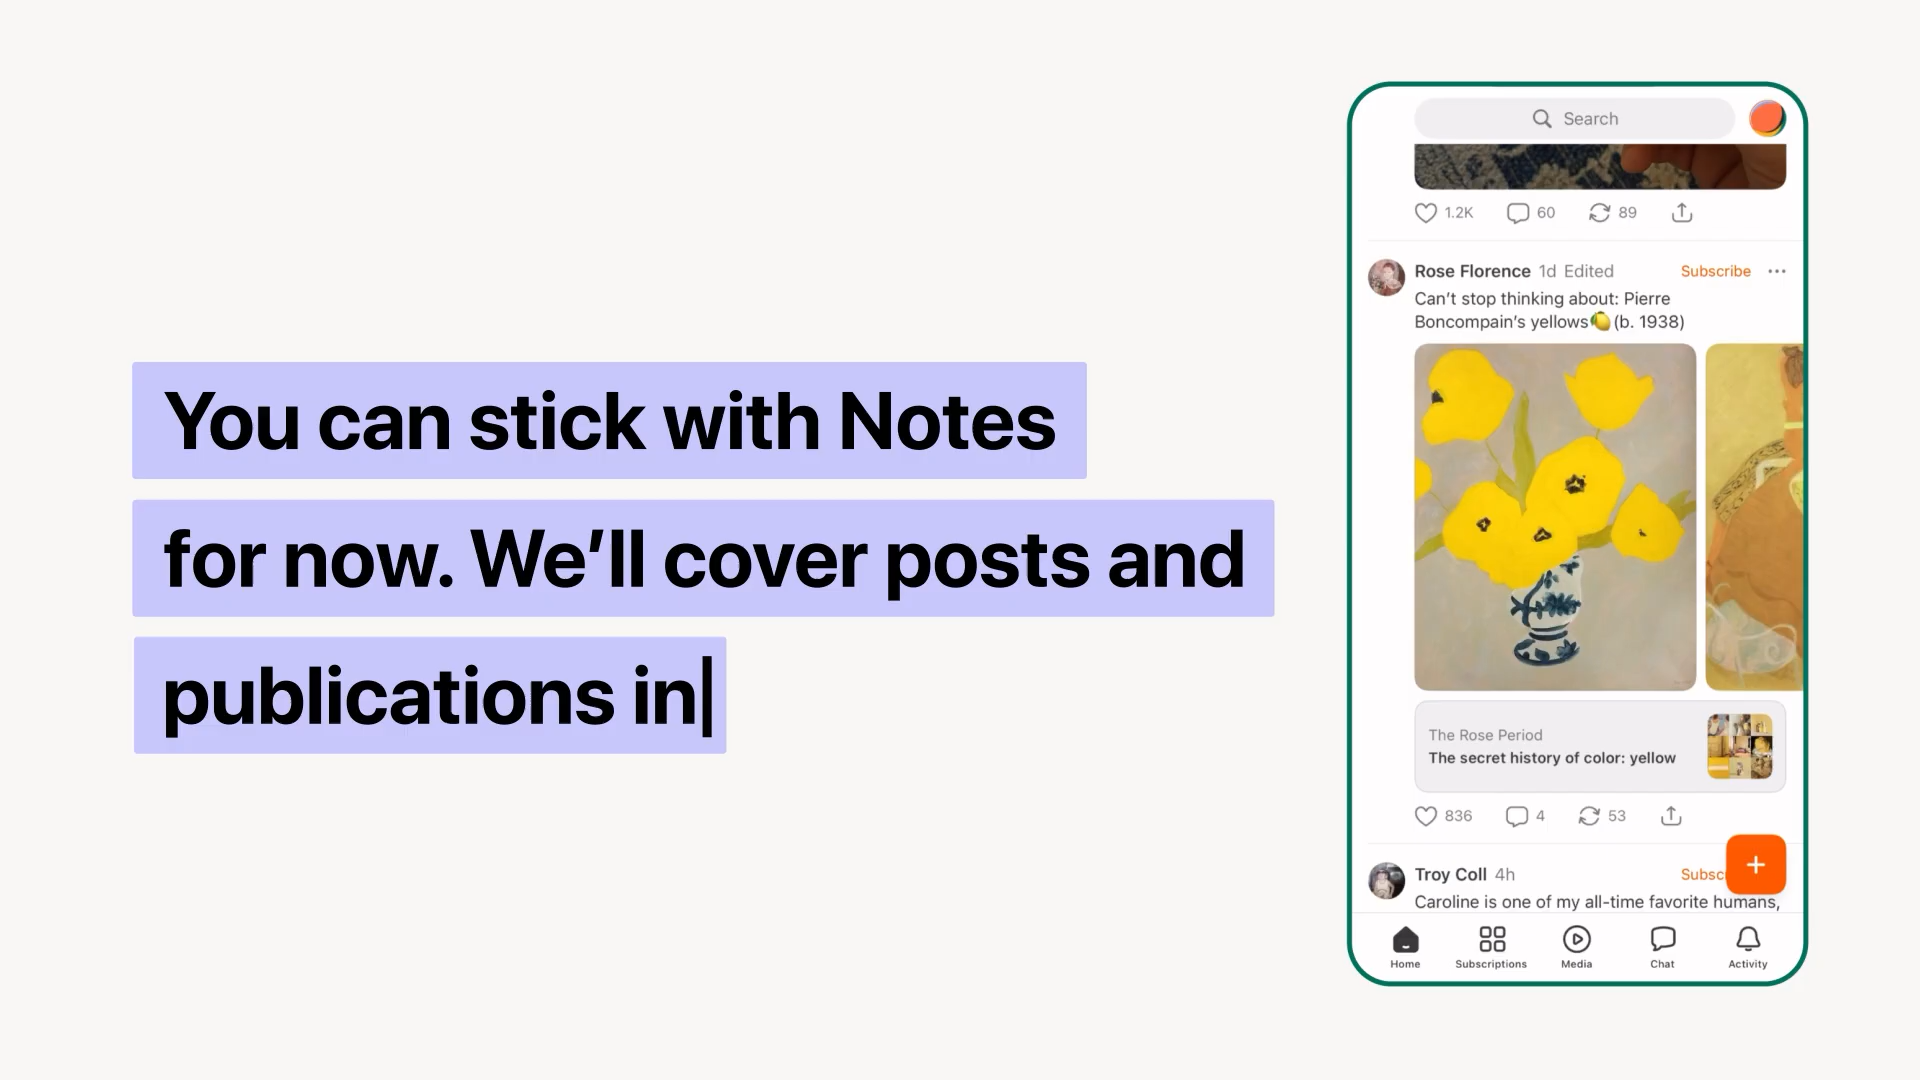 You can stick with Notes
for now. We’ll cover posts and
publications in
Search
1.2K 60 89
Rose Florence 1d Edited Subscribe
Can’t stop thinking about: Pierre
Boncompain’s yellows🍋(b. 1938)
The Rose Period
The secret history of color: yellow
836 4 53
Troy Coll 4h Subsc
Caroline is one of my all-time favorite humans,
Home Subscriptions Media Chat Activity